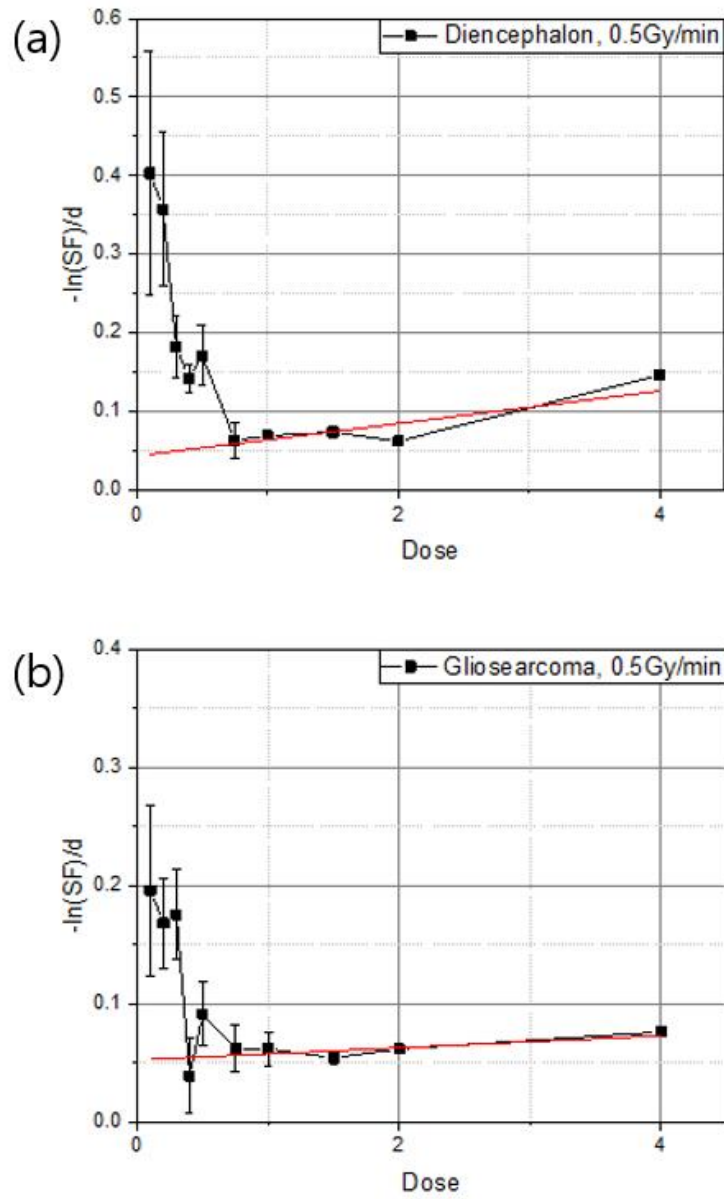 (a)
Diencephalon, 0.5Gy/min
0.6
0.5
0.4
0.3
0.2
0.1
0.0
-ln(SF)/d
0
2
4
Dose
(b)
Gliosearcoma, 0.5Gy/min
0.4
0.3
0.2
0.1
0.0
-ln(SF)/d
0
2
4
Dose